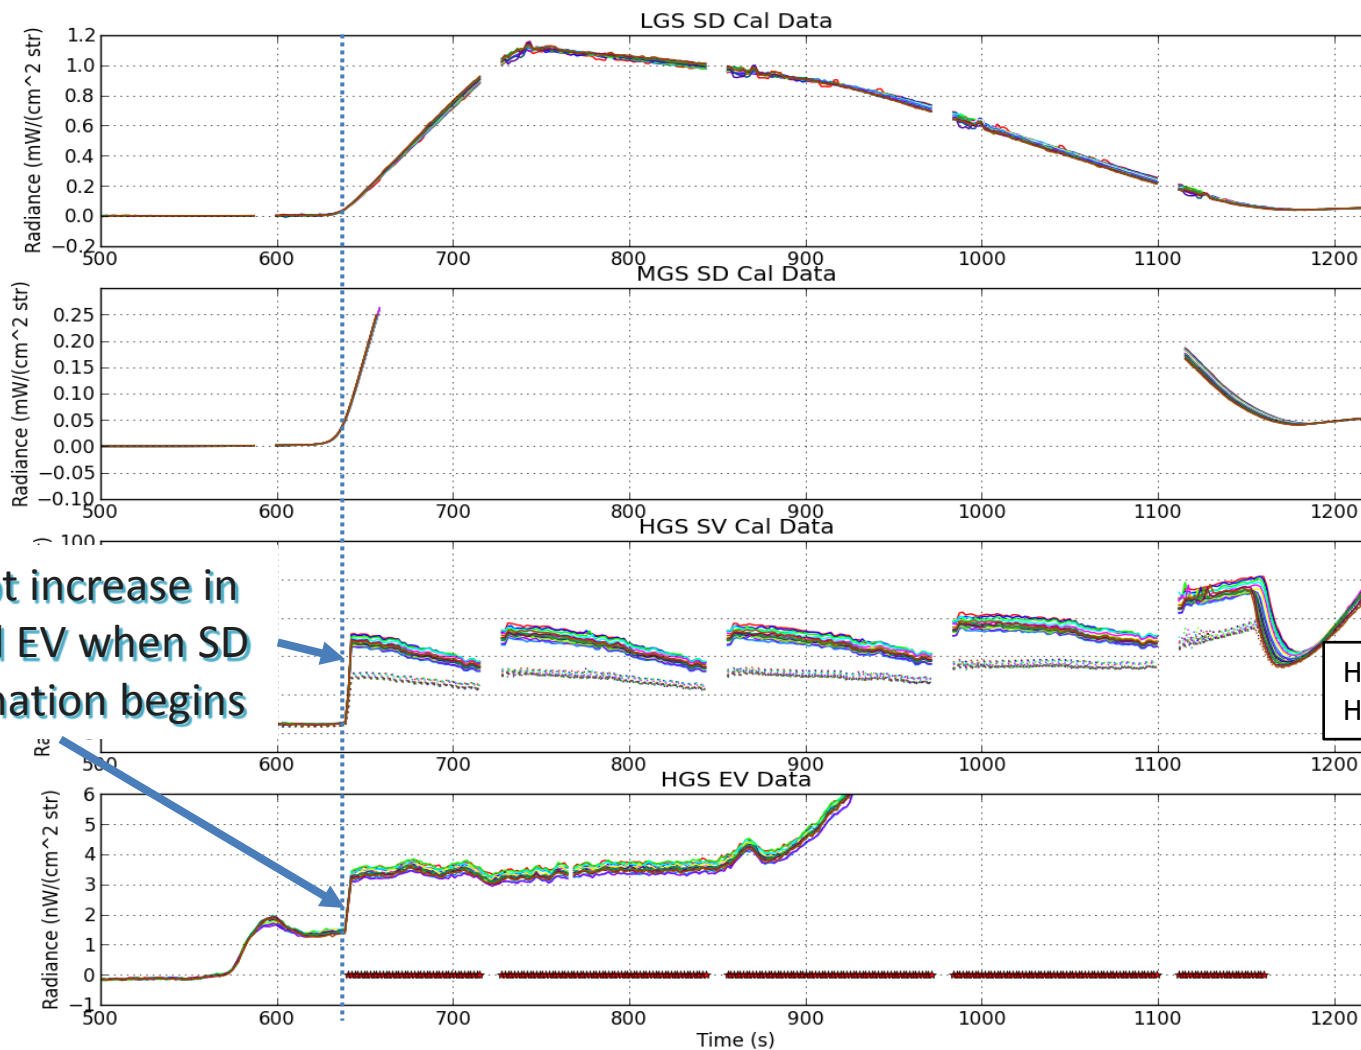 LGS SD Cal Data
1.2
1.0
0.8
0.6
0.4
0.2
0.0
−0.2
Radiance (mW/(cm^2 str)
500 600 700 800 900 1000 1100 1200
MGS SD Cal Data
0.25
0.20
0.15
0.10
0.05
0.00
−0.05
−0.10
Radiance (mW/(cm^2 str)
500 600 700 800 900 1000 1100 1200
HGS SV Cal Data
100
t increase in
EV when SD
nation begins
H
H
Ra
500 600 700 800 900 1000 1100 1200
HGS EV Data
6
5
4
3
2
1
0
−1
Radiance (nW/(cm^2 str)
500 600 700 800 900 1000 1100 1200
Time (s)